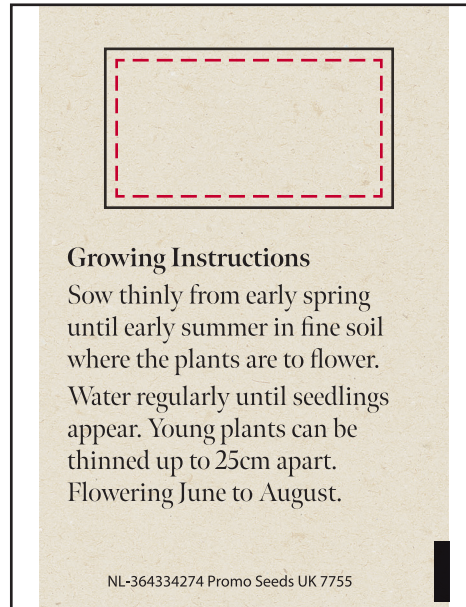 Growing Instructions
Sow thinly from early spring
until early summer in fine soil
where the plants are to flower.
Water regularly until seedlings
appear. Young plants can be
thinned up to 25cm apart.
Flowering June to August.
NL-364334274 Promo Seeds UK 7755